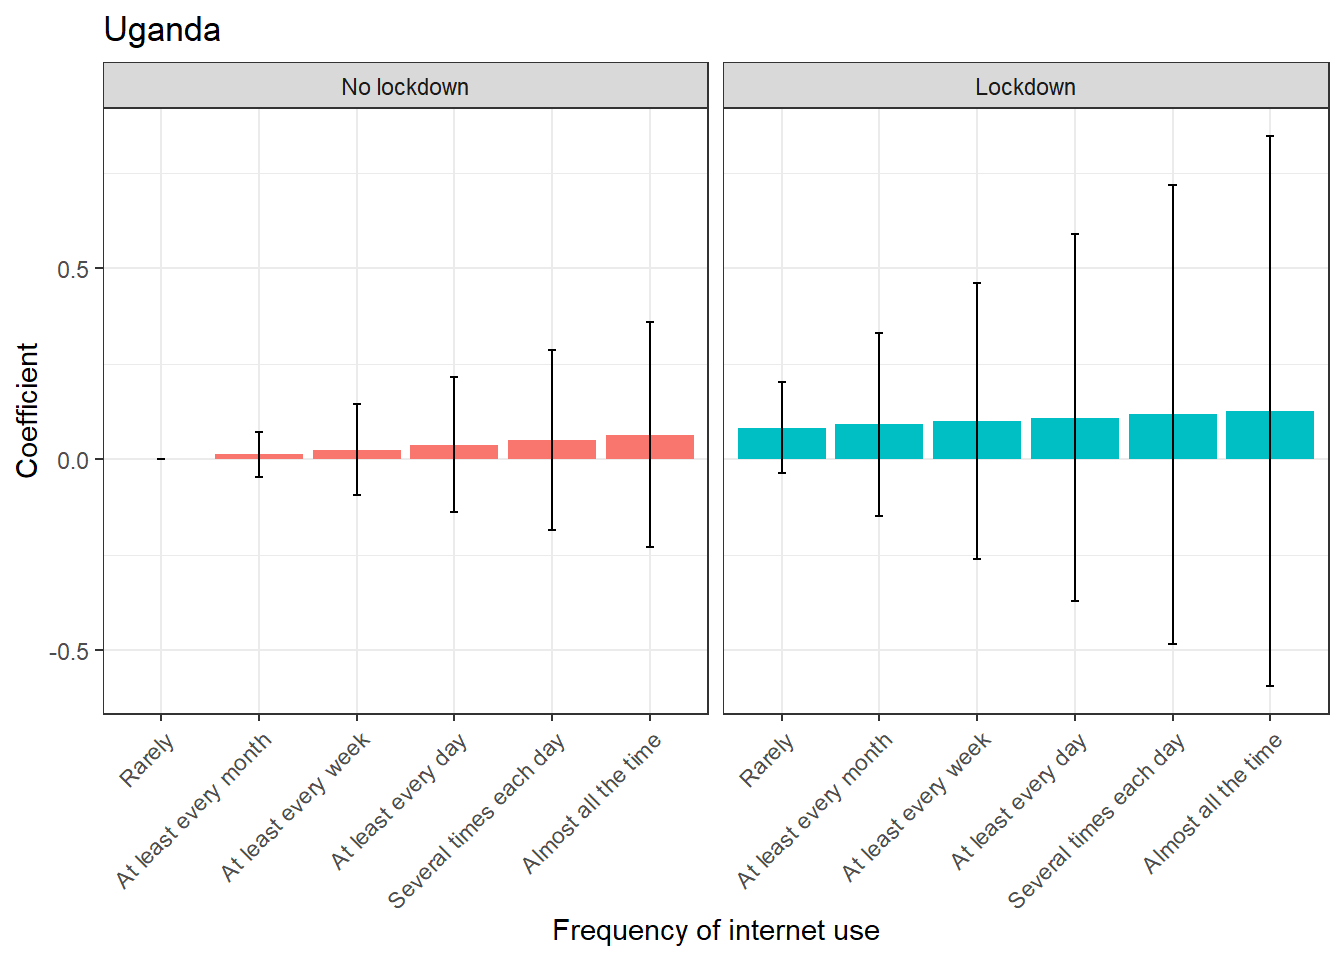 Uganda
No lockdown
Lockdown
Coefficient
0.5
0.0
-0.5
Rarely
At least every month
At least every week
At least every day
Several times each day
Almost all the time
Rarely
At least every month
At least every week
At least every day
Several times each day
Almost all the time
Frequency of internet use